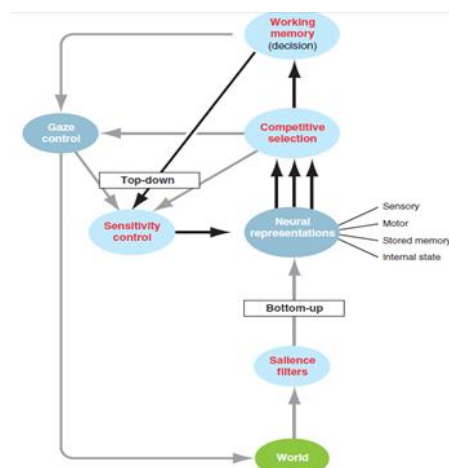 Working
memory
(decision)
Gaze
control
Competitive
selection
Top-down
Sensitivity
control
Neural
representations
Sensory
Motor
Stored memory
Internal state
Bottom-up
Salience
filters
World